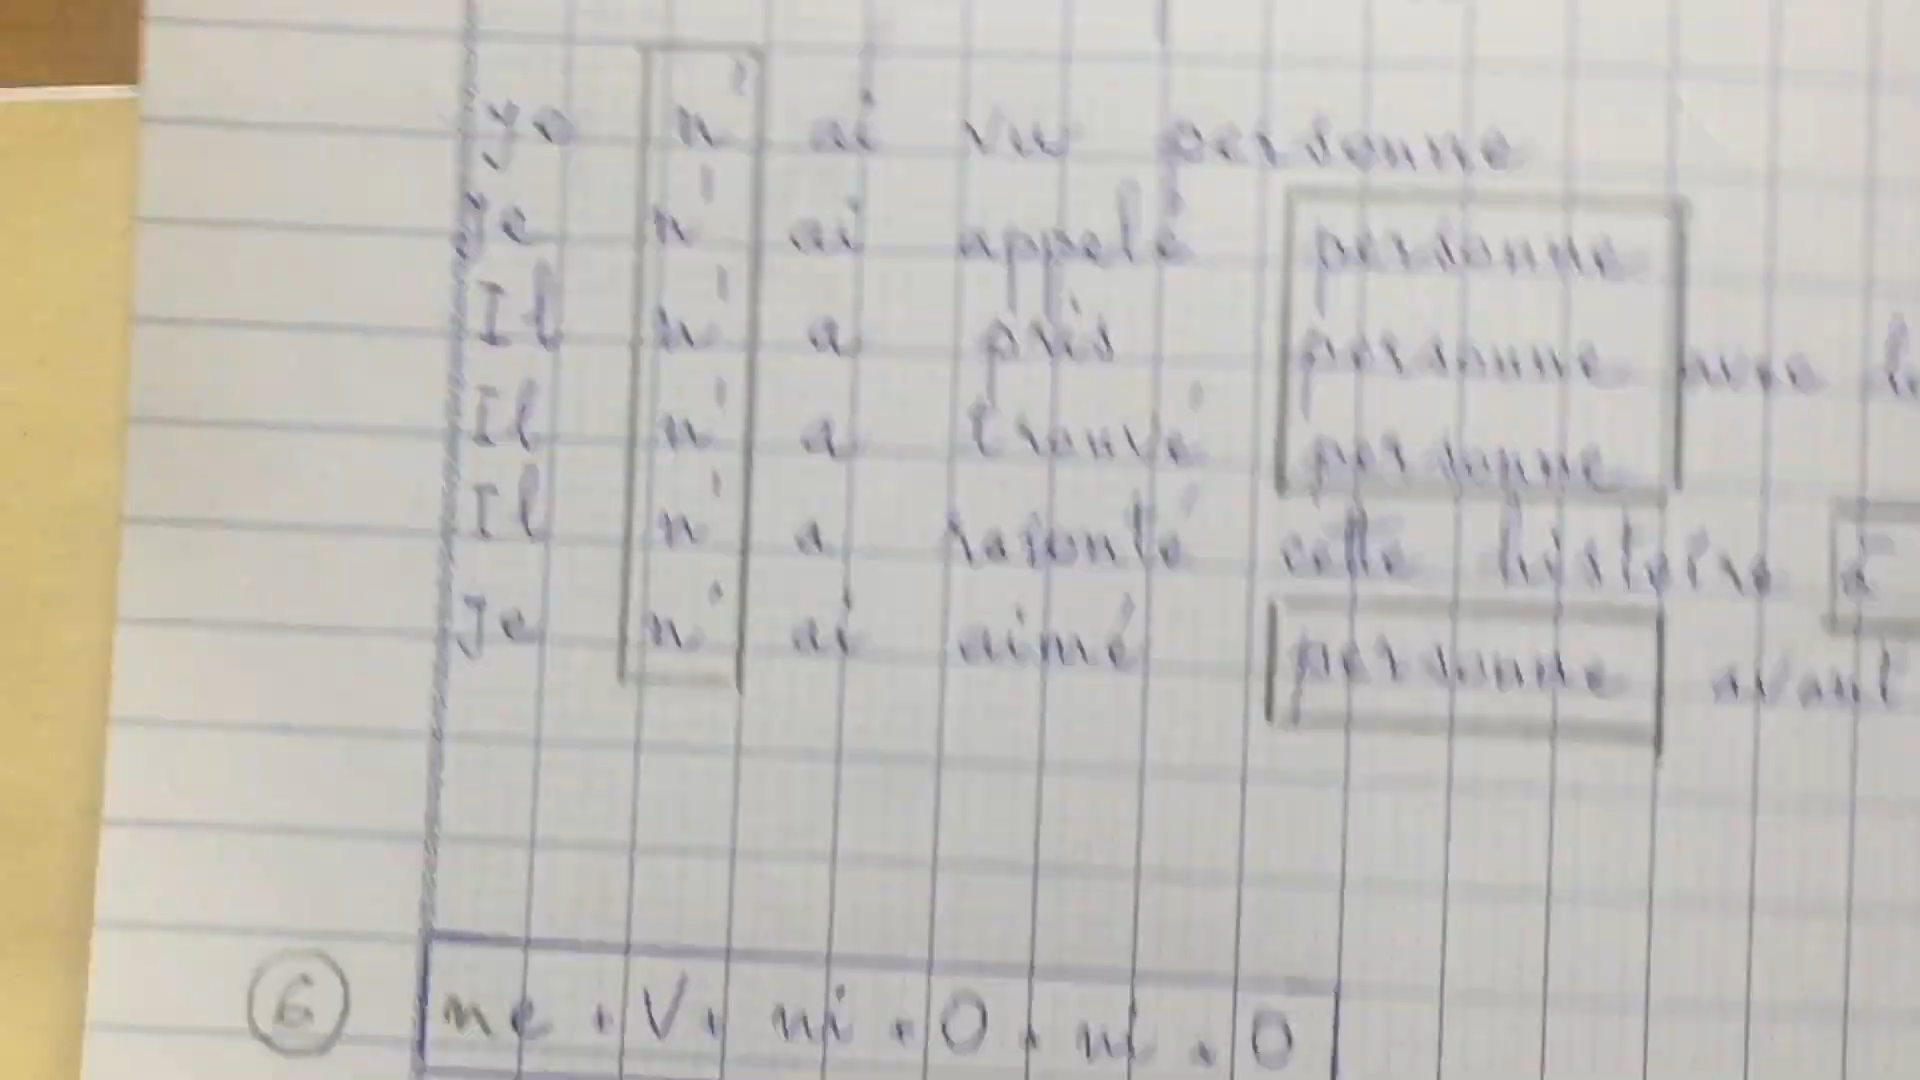 Je n' ai vu personne
Je n' ai appelé personne
Il n' a pris personne
Il n' a trouvé personne
Il n' a raconté cette histoire à
Je n' ai aimé personne avant
6 ne + V + ni + O + ni + O